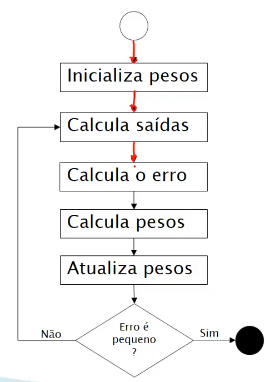 Inicializa pesos
Calcula saídas
Calcula o erro
Calcula pesos
Atualiza pesos
Erro é
pequeno
?
Não
Sim